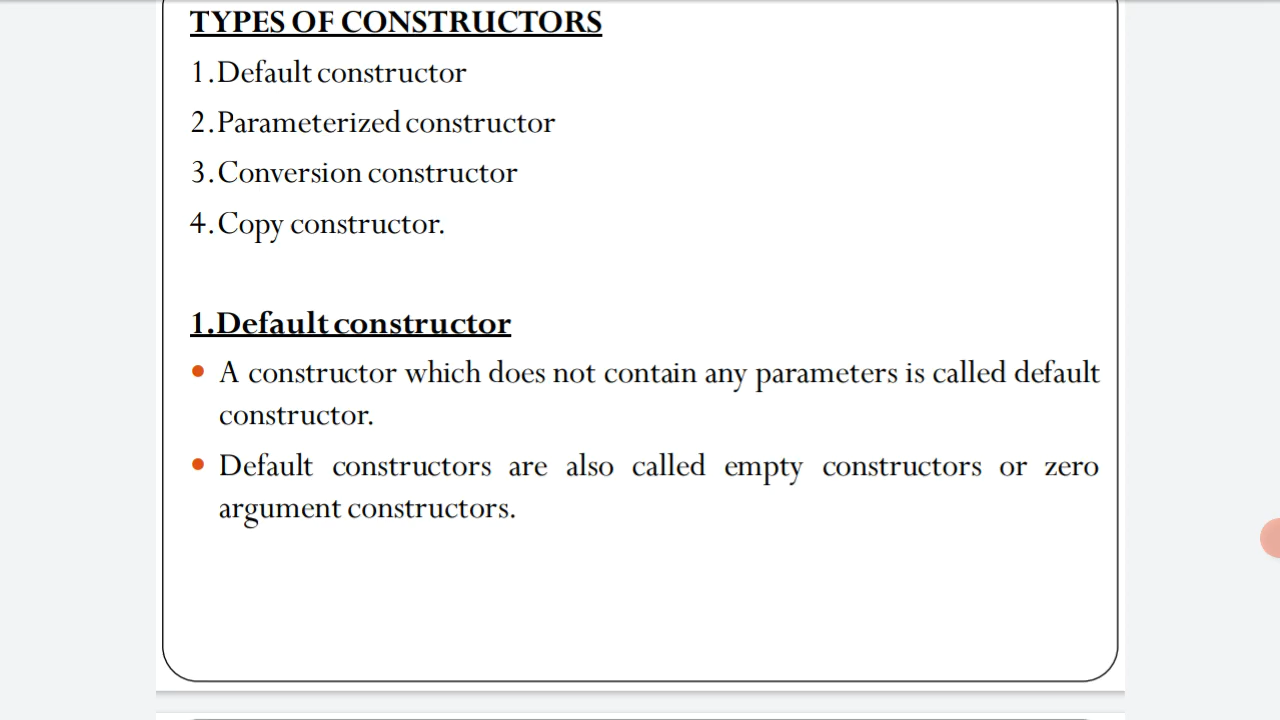 TYPES OF CONSTRUCTORS
1.Default constructor
2.Parameterized constructor
3.Conversion constructor
4.Copy constructor.
1.Default constructor
• A constructor which does not contain any parameters is called default
constructor.
• Default constructors are also called empty constructors or zero
argument constructors.